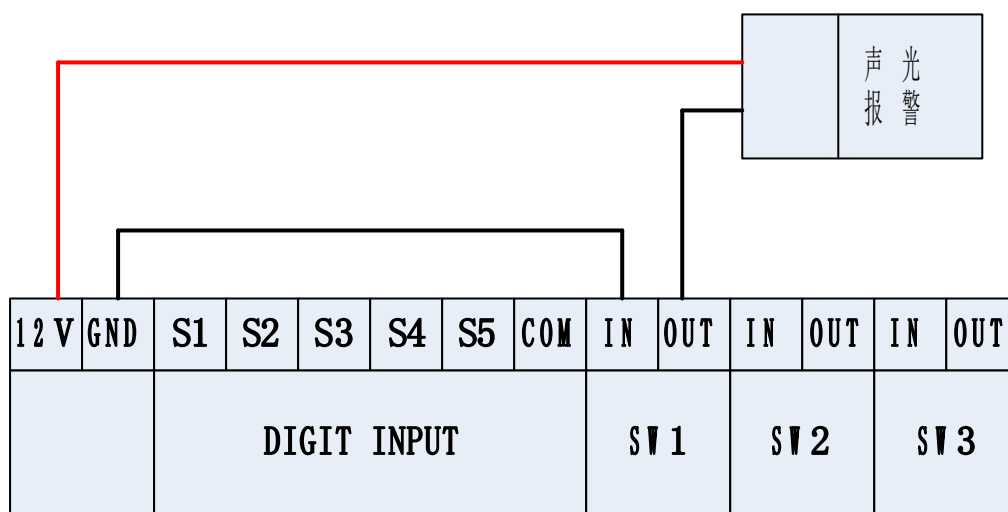 声光
报警
12V GND S1 S2 S3 S4 S5 COM IN OUT IN OUT IN OUT
DIGIT INPUT SW1 SW2 SW3